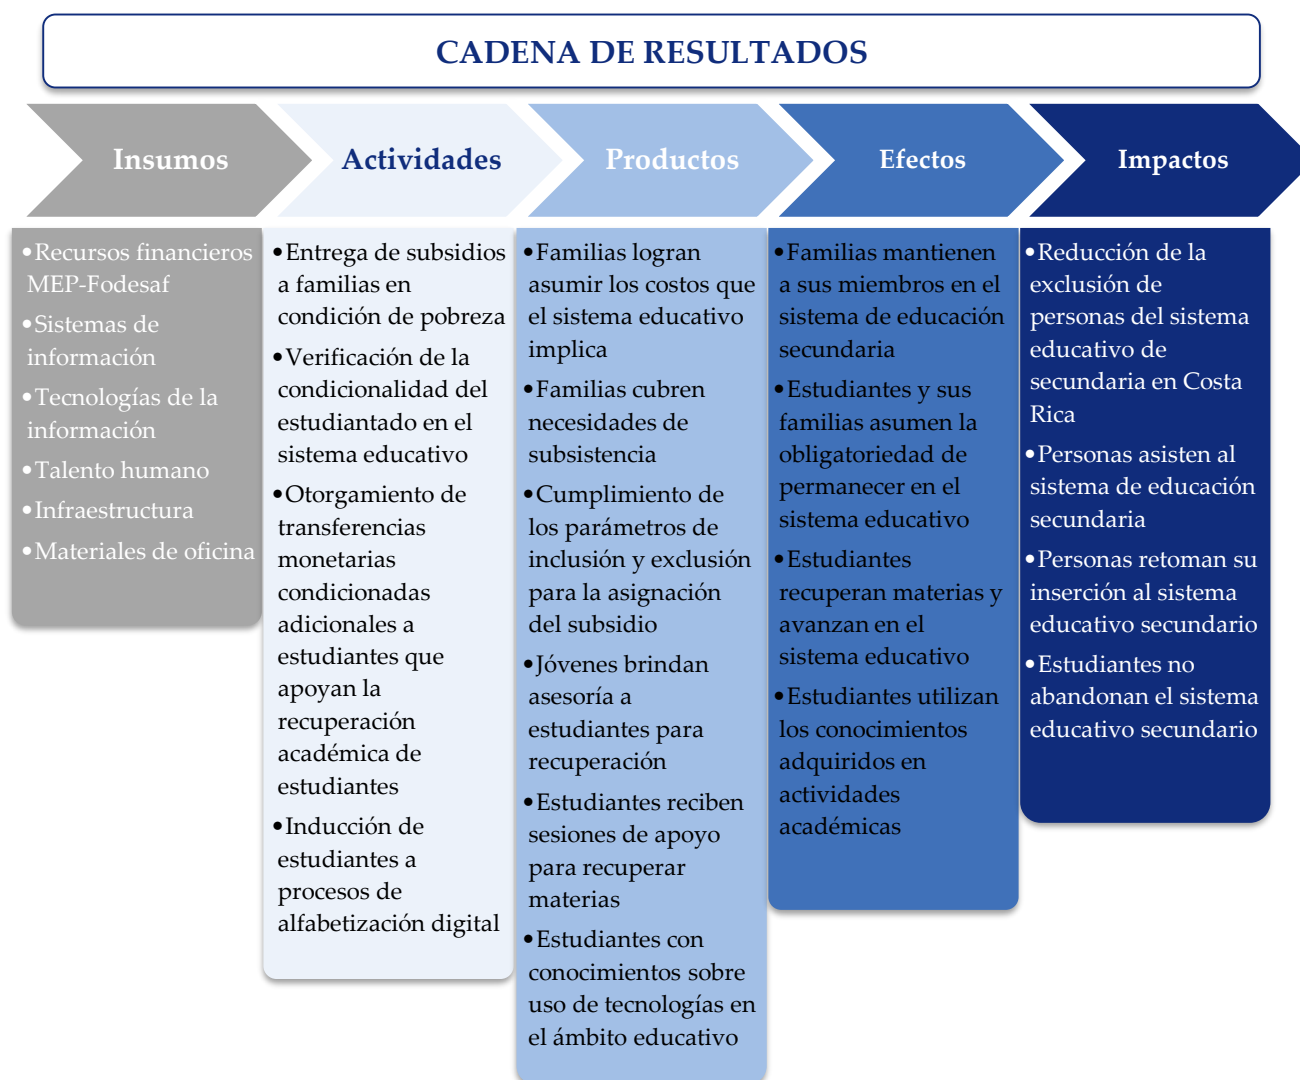 CADENA DE RESULTADOS
Insumos
Actividades
Productos
Efectos
Impactos
•Recursos financieros
MEP-Fodesaf
•Sistemas de
información
•Tecnologías de la
información
•Talento humano
•Infraestructura
•Materiales de oficina
•Entrega de subsidios
a familias en
condición de pobreza
•Verificación de la
condicionalidad del
estudiantado en el
sistema educativo
•Otorgamiento de
transferencias
monetarias
condicionadas
adicionales a
estudiantes que
apoyan la
recuperación
académica de
estudiantes
•Inducción de
estudiantes a
procesos de
alfabetización digital
•Familias logran
asumir los costos que
el sistema educativo
implica
•Familias cubren
necesidades de
subsistencia
•Cumplimiento de
los parámetros de
inclusión y exclusión
para la asignación
del subsidio
•Jóvenes brindan
asesoría a
estudiantes para
recuperación
•Estudiantes reciben
sesiones de apoyo
para recuperar
materias
•Estudiantes con
conocimientos sobre
uso de tecnologías en
el ámbito educativo
•Familias mantienen
a sus miembros en el
sistema de educación
secundaria
•Estudiantes y sus
familias asumen la
obligatoriedad de
permanecer en el
sistema educativo
•Estudiantes
recuperan materias y
avanzan en el
sistema educativo
•Estudiantes utilizan
los conocimientos
adquiridos en
actividades
académicas
•Reducción de la
exclusión de
personas del sistema
educativo de
secundaria en Costa
Rica
•Personas asisten al
sistema de educación
secundaria
•Personas retoman su
inserción al sistema
educativo secundario
•Estudiantes no
abandonan el sistema
educativo secundario